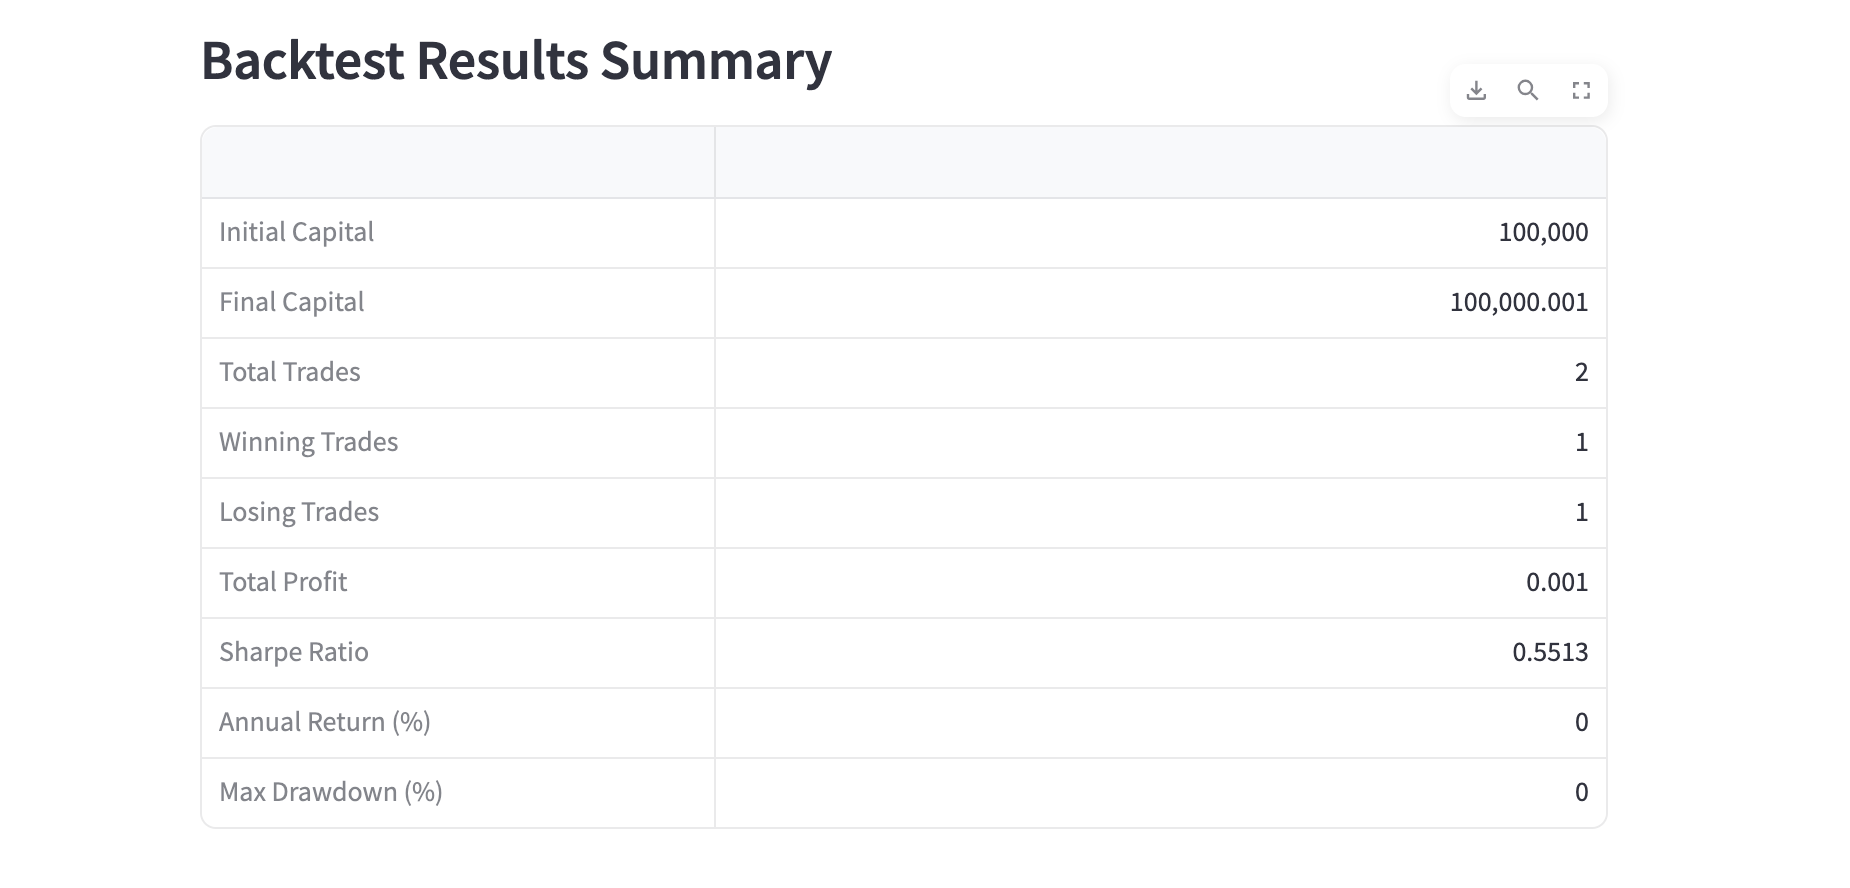 Backtest Results Summary
Initial Capital 100,000
Final Capital 100,000.001
Total Trades 2
Winning Trades 1
Losing Trades 1
Total Profit 0.001
Sharpe Ratio 0.5513
Annual Return (%) 0
Max Drawdown (%) 0